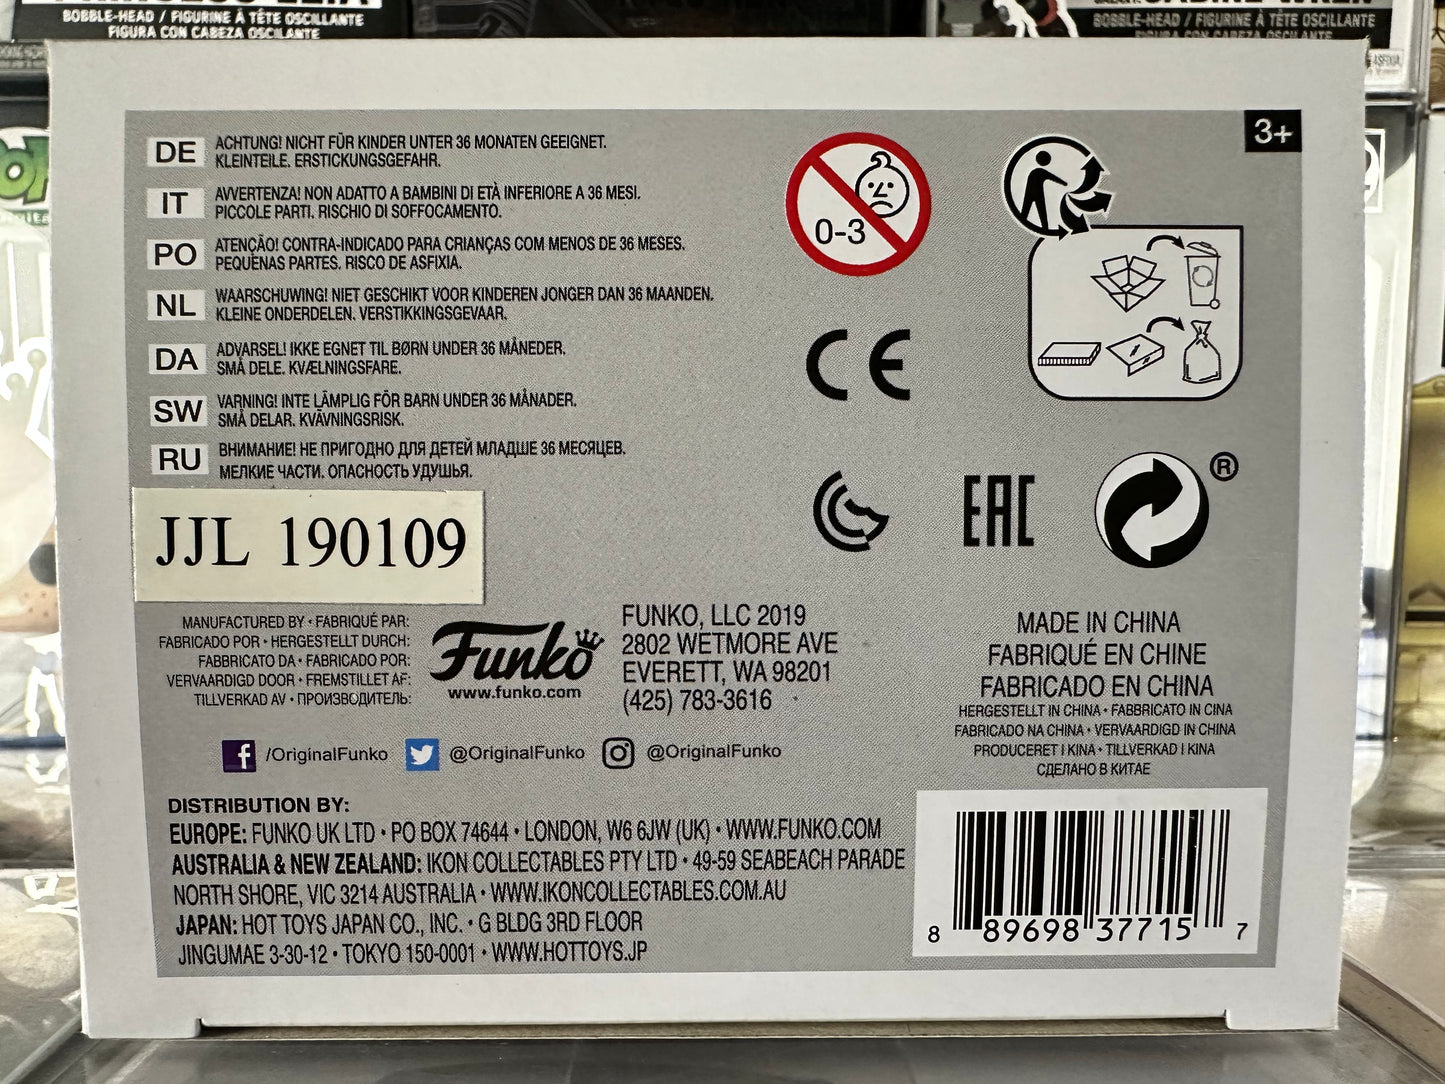 BOBBLE-HEAD / FIGURINE À TÊTE OSCILLANTE
FIGURA CON CABEZA OSCILANTE
BOBBLE-HEAD / FIGURINE À TÊTE OSCILLANTE
FIGURA CON CABEZA OSCILANTE
3+
DE ACHTUNG! NICHT FÜR KINDER UNTER 36 MONATEN GEEIGNET.
KLEINTEILE. ERSTICKUNGSGEFAHR.
IT AVVERTENZA! NON ADATTO A BAMBINI DI ETÀ INFERIORE A 36 MESI.
PICCOLE PARTI. RISCHIO DI SOFFOCAMENTO.
PO ATENÇÃO! CONTRA-INDICADO PARA CRIANÇAS COM MENOS DE 36 MESES.
PEQUENAS PARTES. RISCO DE ASFIXIA.
NL WAARSCHUWING! NIET GESCHIKT VOOR KINDEREN JONGER DAN 36 MAANDEN.
KLEINE ONDERDELEN. VERSTIKKINGSGEVAAR.
DA ADVARSEL! IKKE EGNET TIL BØRN UNDER 36 MÅNEDER.
SMÅ DELE. KVÆLNINGSFARE.
SW VARNING! INTE LÄMPLIG FÖR BARN UNDER 36 MÅNADER.
SMÅ DELAR. KVÄVNINGSRISK.
RU ВНИМАНИЕ! НЕ ПРИГОДНО ДЛЯ ДЕТЕЙ МЛАДШЕ 36 МЕСЯЦЕВ.
МЕЛКИЕ ЧАСТИ. ОПАСНОСТЬ УДУШЬЯ.
0-3
CE
EAC
®
JJL 190109
MANUFACTURED BY • FABRIQUÉ PAR:
FABRICADO POR • HERGESTELLT DURCH:
FABBRICATO DA • FABRICADO POR:
VERVAARDIGD DOOR • FREMSTILLET AF:
TILLVERKAD AV • ПРОИЗВОДИТЕЛЬ:
Funko
www.funko.com
FUNKO, LLC 2019
2802 WETMORE AVE
EVERETT, WA 98201
(425) 783-3616
MADE IN CHINA
FABRIQUÉ EN CHINE
FABRICADO EN CHINA
HERGESTELLT IN CHINA • FABBRICATO IN CINA
FABRICADO NA CHINA • VERVAARDIGD IN CHINA
PRODUCERET I KINA • TILLVERKAD I KINA
СДЕЛАНО В КИТАЕ
/OriginalFunko @OriginalFunko @OriginalFunko
DISTRIBUTION BY:
EUROPE: FUNKO UK LTD • PO BOX 74644 • LONDON, W6 6JW (UK) • WWW.FUNKO.COM
AUSTRALIA & NEW ZEALAND: IKON COLLECTABLES PTY LTD • 49-59 SEABEACH PARADE
NORTH SHORE, VIC 3214 AUSTRALIA • WWW.IKONCOLLECTABLES.COM.AU
JAPAN: HOT TOYS JAPAN CO., INC. • G BLDG 3RD FLOOR
JINGUMAE 3-30-12 • TOKYO 150-0001 • WWW.HOTTOYS.JP
8 89698 37715 7